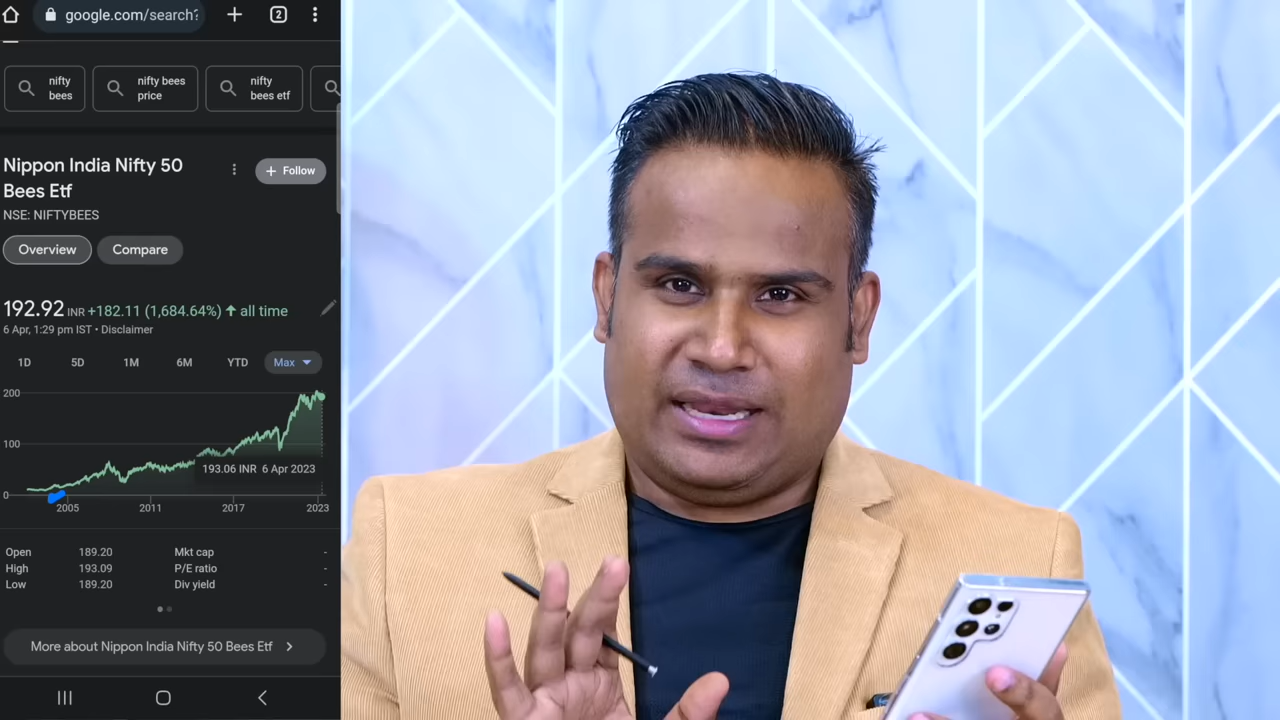 google.com/search?
2
nifty bees
nifty bees price
nifty bees etf
Nippon India Nifty 50
Bees Etf
+ Follow
NSE: NIFTYBEES
Overview
Compare
192.92 INR +182.11 (1,684.64%) ↑ all time
6 Apr, 1:29 pm IST • Disclaimer
1D 5D 1M 6M YTD Max
200
100
0
193.06 INR 6 Apr 2023
2005 2011 2017 2023
Open 189.20 Mkt cap -
High 193.09 P/E ratio -
Low 189.20 Div yield -
More about Nippon India Nifty 50 Bees Etf